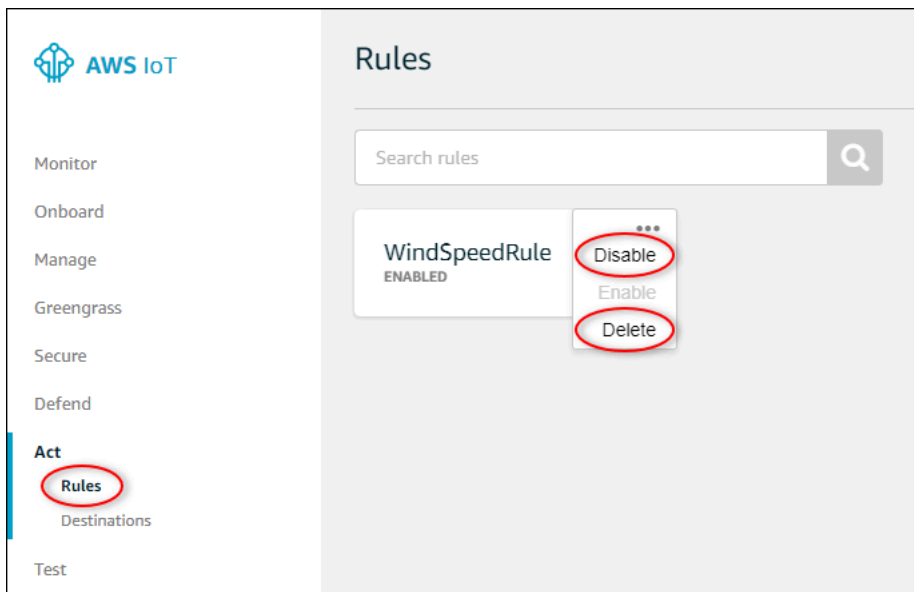 AWS IoT
Monitor
Onboard
Manage
Greengrass
Secure
Defend
Act
Rules
Destinations
Test
Rules
Search rules
WindSpeedRule
ENABLED
Disable
Enable
Delete